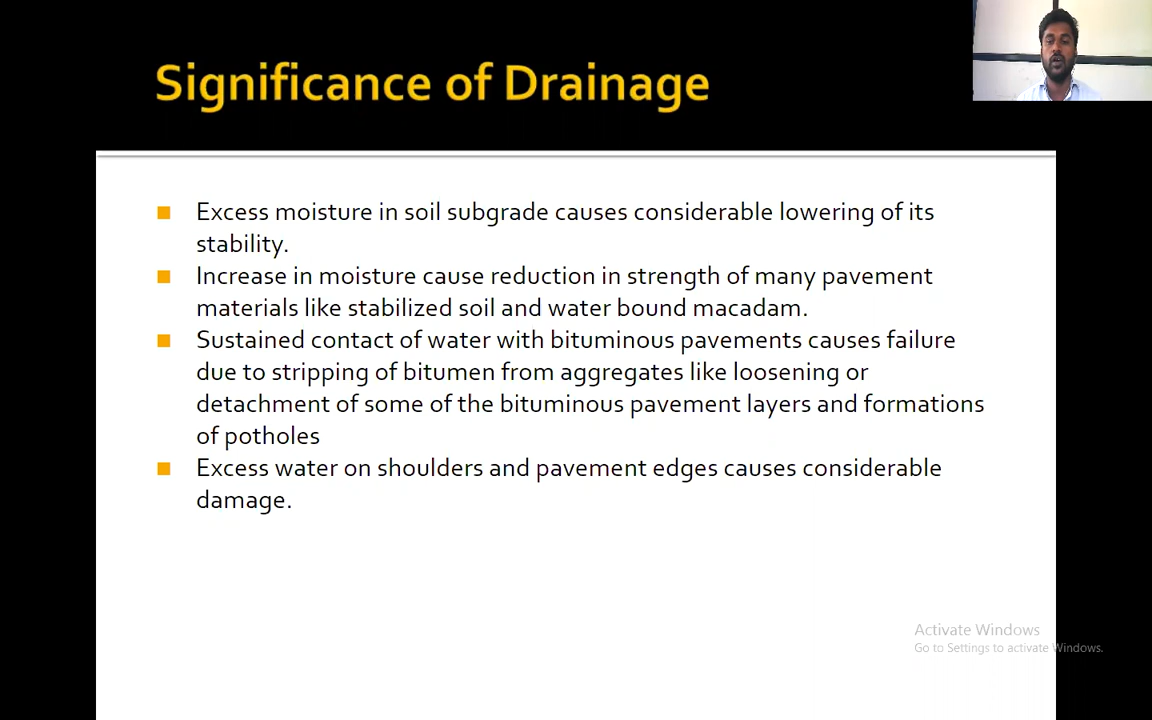 Significance of Drainage
Excess moisture in soil subgrade causes considerable lowering of its
stability.
Increase in moisture cause reduction in strength of many pavement
materials like stabilized soil and water bound macadam.
Sustained contact of water with bituminous pavements causes failure
due to stripping of bitumen from aggregates like loosening or
detachment of some of the bituminous pavement layers and formations
of potholes
Excess water on shoulders and pavement edges causes considerable
damage.
Activate Windows
Go to Settings to activate Windows.